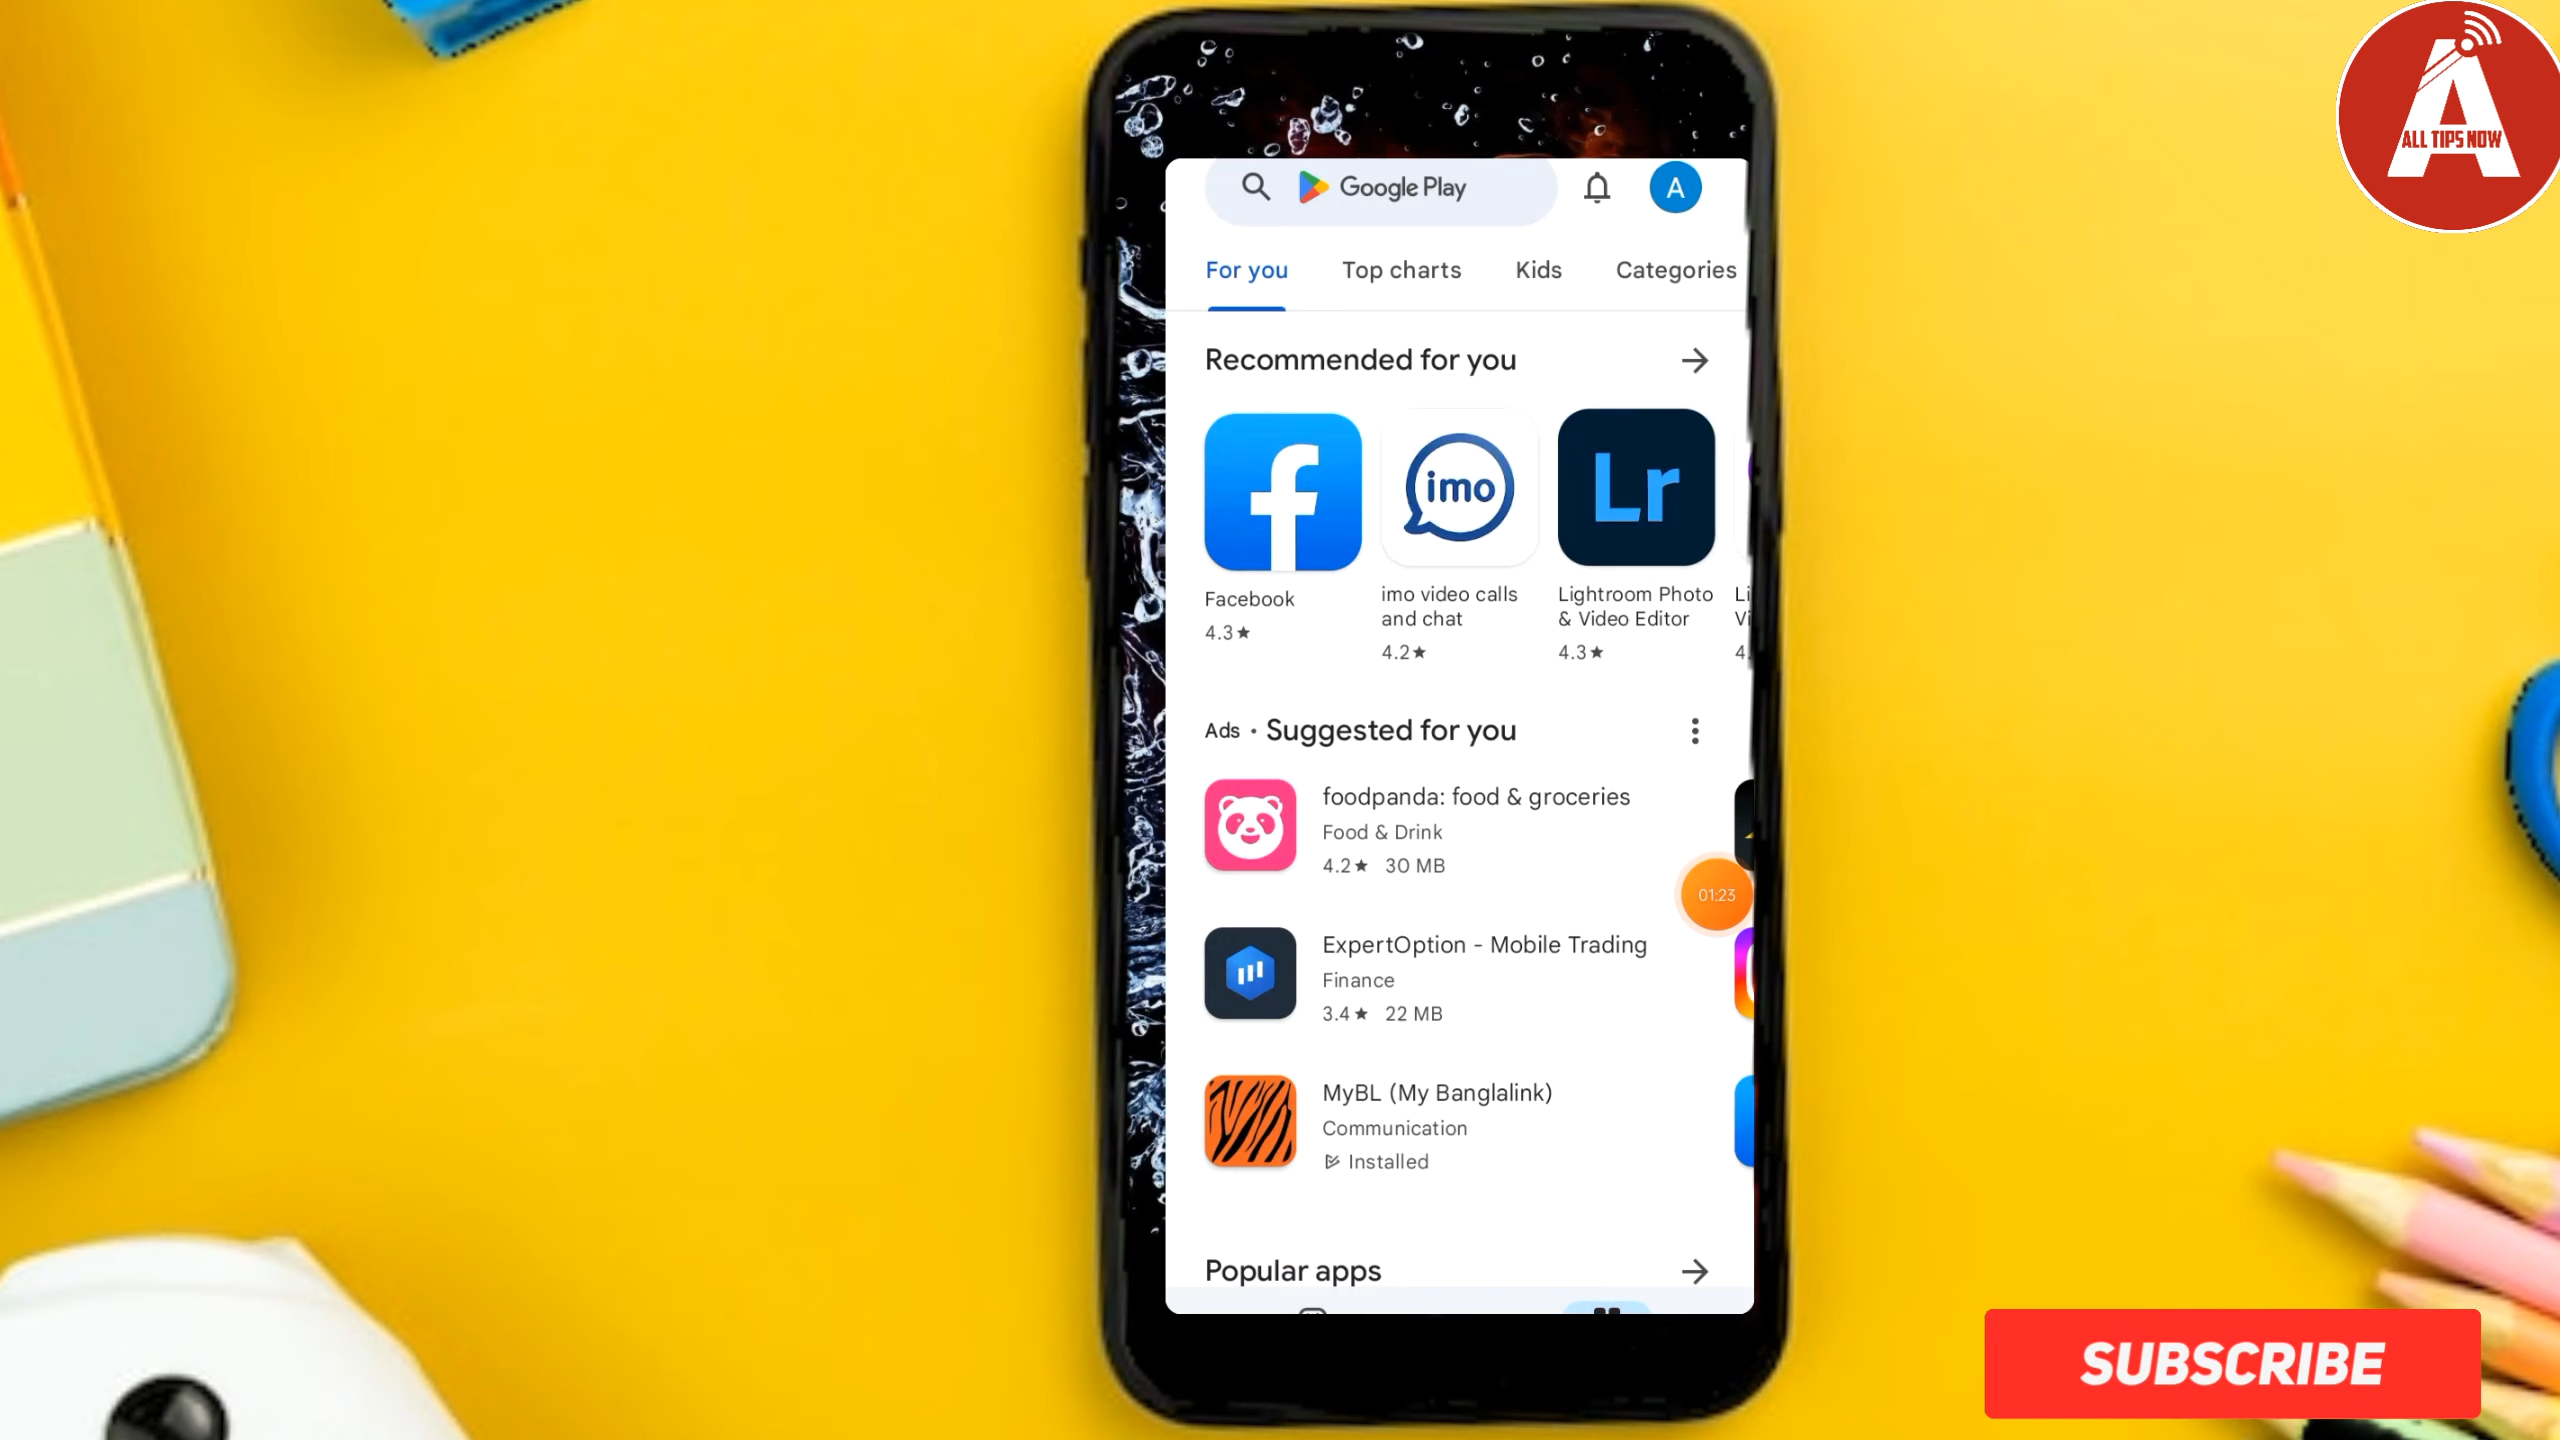 A
ALL TIPS NOW
Google Play
A
For you
Top charts
Kids
Categories
Recommended for you
f
imo
Lr
Facebook
4.3★
imo video calls
and chat
4.2★
Lightroom Photo
& Video Editor
4.3★
Li
Vi
4.
Ads • Suggested for you
foodpanda: food & groceries
Food & Drink
4.2★ 30 MB
01:23
ExpertOption - Mobile Trading
Finance
3.4★ 22 MB
MyBL (My Banglalink)
Communication
Installed
Popular apps
SUBSCRIBE